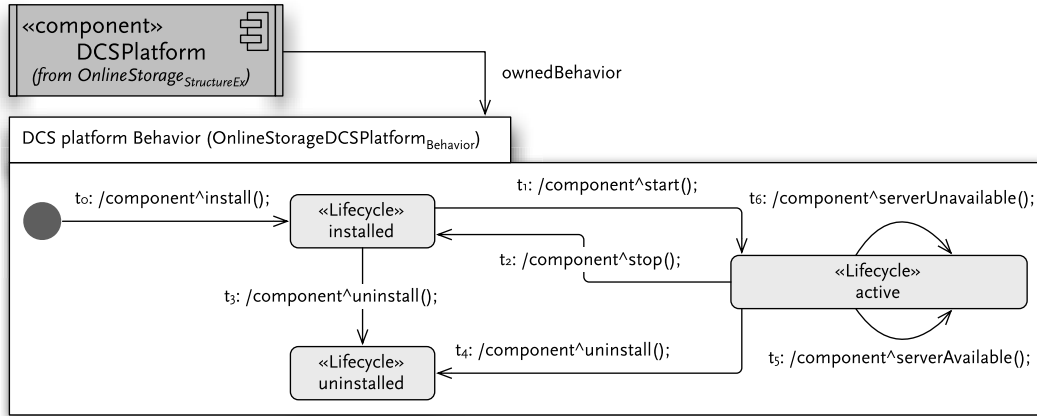 «component»
DCSPlatform
(from OnlineStorageStructureEx)
ownedBehavior
DCS platform Behavior (OnlineStorageDCSPlatformBehavior)
t₀: /component^install();
t₁: /component^start();
t₆: /component^serverUnavailable();
«Lifecycle»
installed
t₂: /component^stop();
«Lifecycle»
active
t₃: /component^uninstall();
t₄: /component^uninstall();
t₅: /component^serverAvailable();
«Lifecycle»
uninstalled